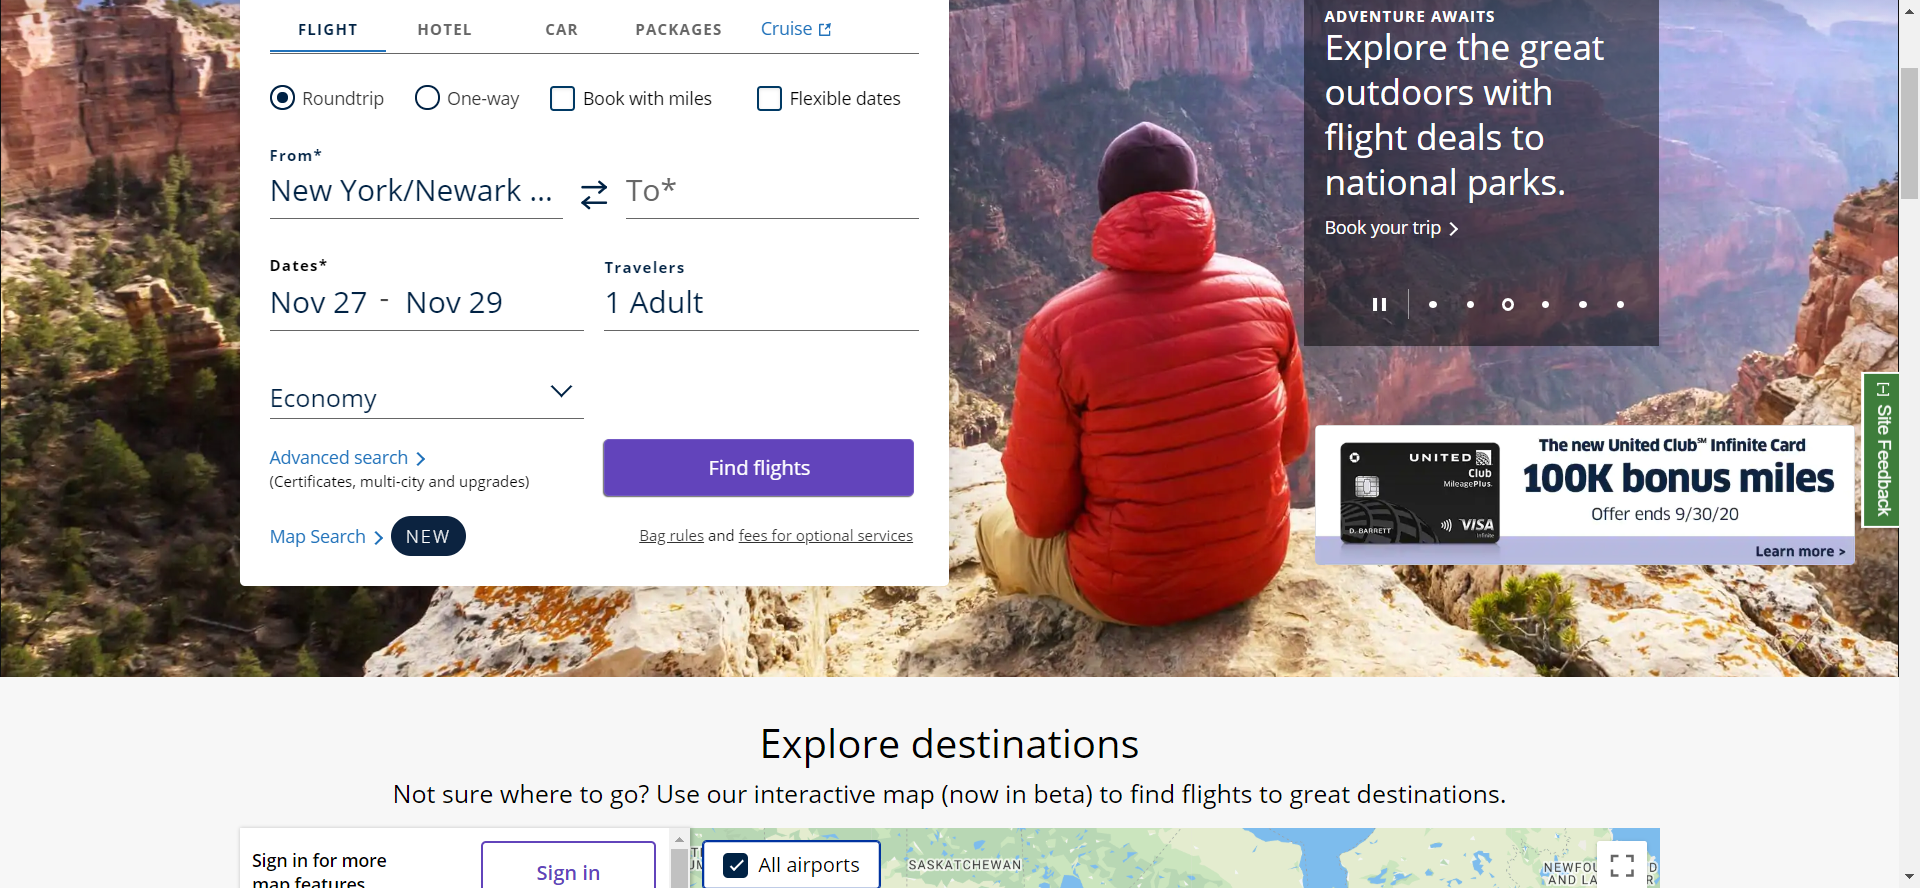 FLIGHT HOTEL CAR PACKAGES Cruise
Roundtrip One-way Book with miles Flexible dates
From*
New York/Newark ... To*
Dates* Travelers
Nov 27 - Nov 29 1 Adult
Economy
Advanced search
(Certificates, multi-city and upgrades)
Find flights
Map Search NEW
Bag rules and fees for optional services
ADVENTURE AWAITS
Explore the great
outdoors with
flight deals to
national parks.
Book your trip
[-] Site Feedback
UNITED
Club
MileagePlus.
D. BARRETT
VISA
Infinite
The new United Club℠ Infinite Card
100K bonus miles
Offer ends 9/30/20
Learn more >
Explore destinations
Not sure where to go? Use our interactive map (now in beta) to find flights to great destinations.
Sign in for more
map features
Sign in
All airports
SASKATCHEWAN